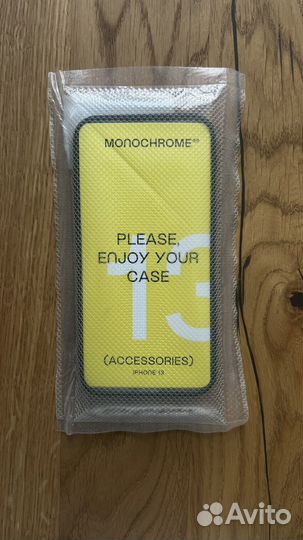 MONOCHROME
13
PLEASE,
ENJOY YOUR
CASE
(ACCESSORIES)
IPHONE 13
Avito